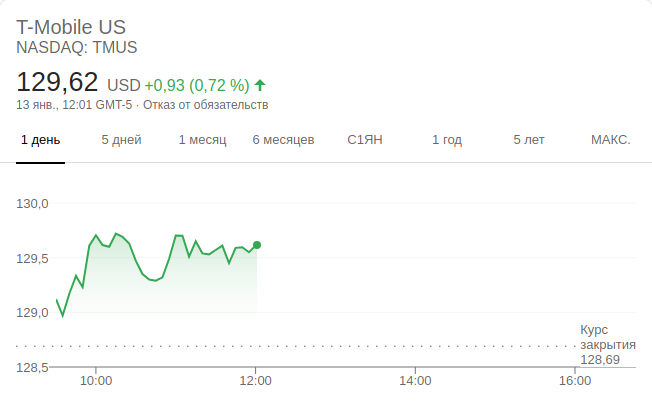 T-Mobile US
NASDAQ: TMUS
129,62 USD +0,93 (0,72 %)
13 янв., 12:01 GMT-5 · Отказ от обязательств
1 день 5 дней 1 месяц 6 месяцев С1ЯН 1 год 5 лет МАКС.
130,0
129,5
129,0
Курс
закрытия
128,69
128,5
10:00 12:00 14:00 16:00